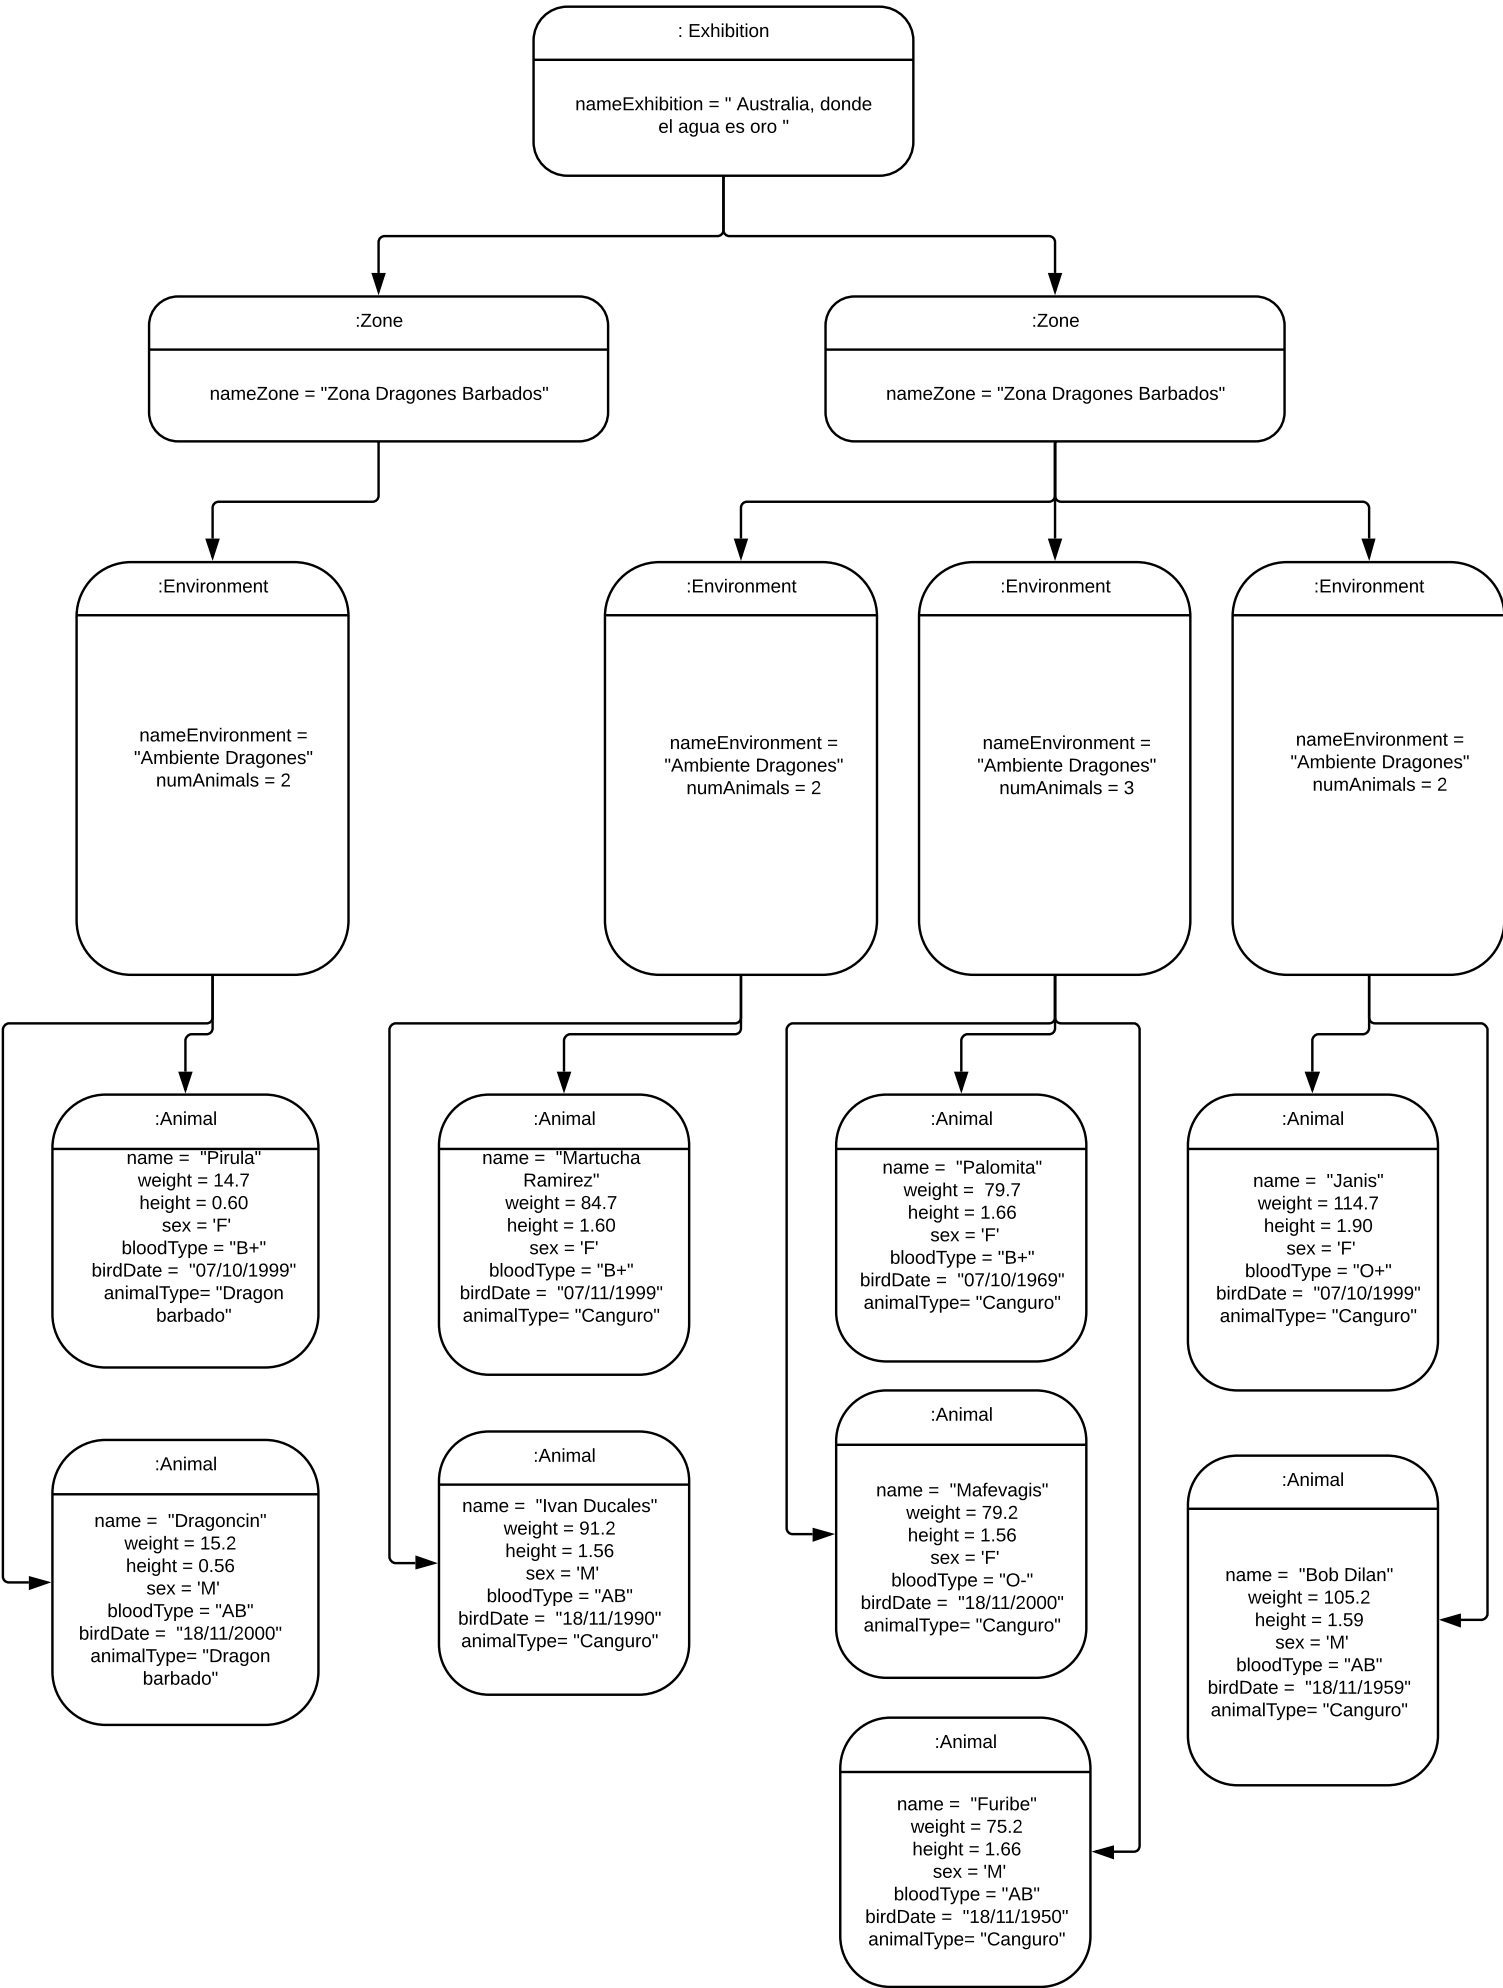 : Exhibition
nameExhibition = " Australia, donde
el agua es oro "
:Zone
nameZone = "Zona Dragones Barbados"
:Zone
nameZone = "Zona Dragones Barbados"
:Environment
nameEnvironment =
"Ambiente Dragones"
numAnimals = 2
:Environment
nameEnvironment =
"Ambiente Dragones"
numAnimals = 2
:Environment
nameEnvironment =
"Ambiente Dragones"
numAnimals = 3
:Environment
nameEnvironment =
"Ambiente Dragones"
numAnimals = 2
:Animal
name =  "Pirula"
weight = 14.7
height = 0.60
sex = 'F'
bloodType = "B+"
birdDate =  "07/10/1999"
animalType= "Dragon
barbado"
:Animal
name =  "Martucha
Ramirez"
weight = 84.7
height = 1.60
sex = 'F'
bloodType = "B+"
birdDate =  "07/11/1999"
animalType= "Canguro"
:Animal
name =  "Palomita"
weight =  79.7
height = 1.66
sex = 'F'
bloodType = "B+"
birdDate =  "07/10/1969"
animalType= "Canguro"
:Animal
name =  "Janis"
weight = 114.7
height = 1.90
sex = 'F'
bloodType = "O+"
birdDate =  "07/10/1999"
animalType= "Canguro"
:Animal
name =  "Dragoncin"
weight = 15.2
height = 0.56
sex = 'M'
bloodType = "AB"
birdDate =  "18/11/2000"
animalType= "Dragon
barbado"
:Animal
name =  "Ivan Ducales"
weight = 91.2
height = 1.56
sex = 'M'
bloodType = "AB"
birdDate =  "18/11/1990"
animalType= "Canguro"
:Animal
name =  "Mafevagis"
weight = 79.2
height = 1.56
sex = 'F'
bloodType = "O-"
birdDate =  "18/11/2000"
animalType= "Canguro"
:Animal
name =  "Bob Dilan"
weight = 105.2
height = 1.59
sex = 'M'
bloodType = "AB"
birdDate =  "18/11/1959"
animalType= "Canguro"
:Animal
name =  "Furibe"
weight = 75.2
height = 1.66
sex = 'M'
bloodType = "AB"
birdDate =  "18/11/1950"
animalType= "Canguro"